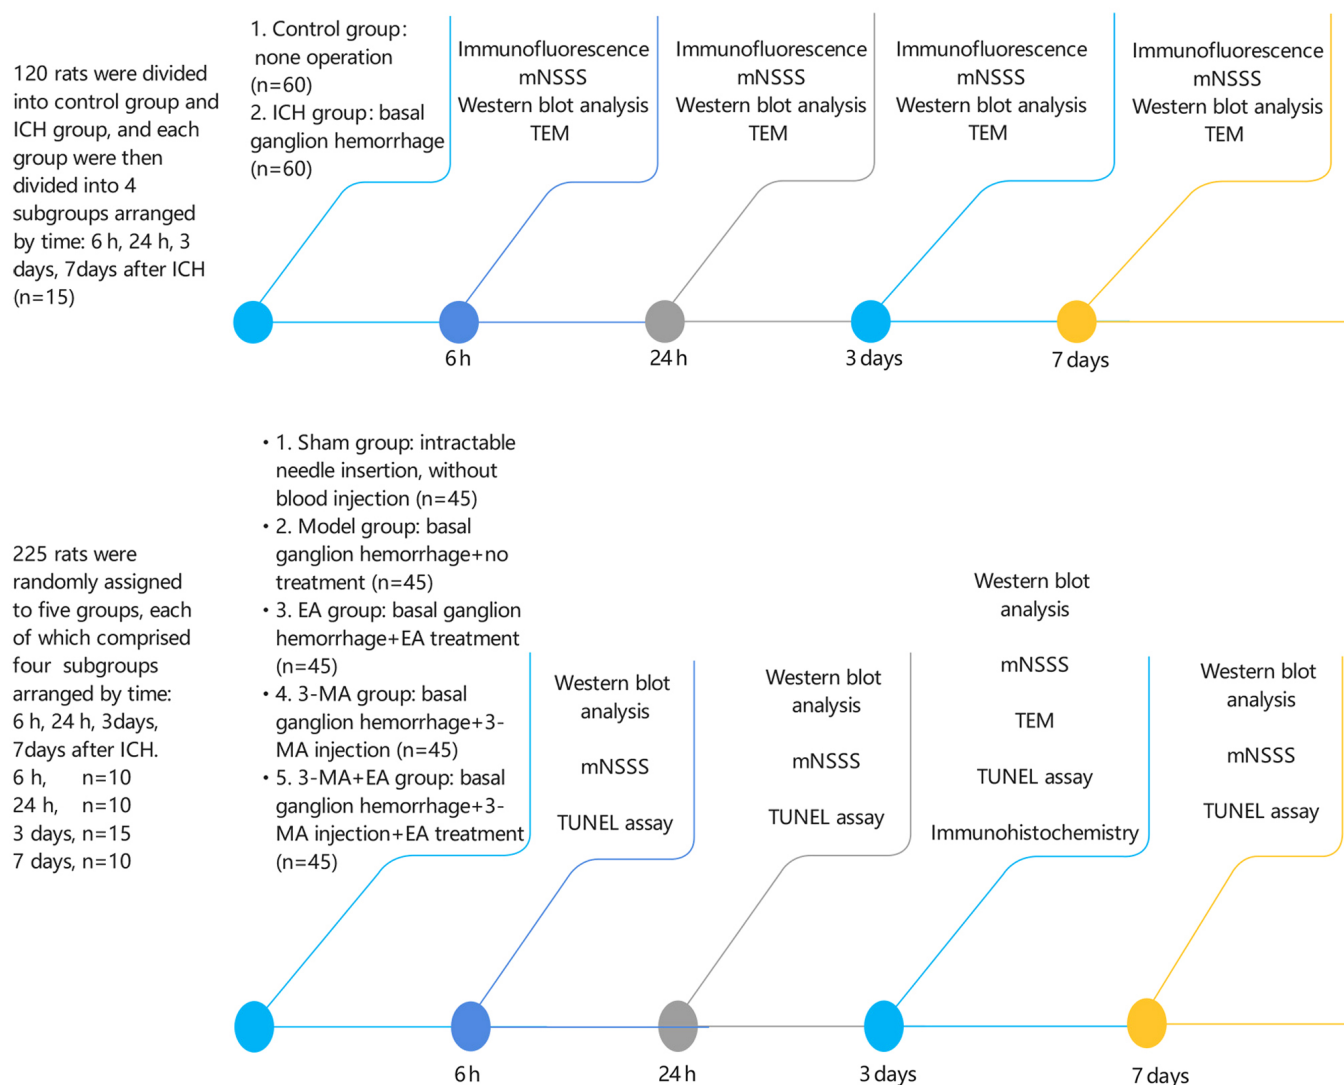 120 rats were divided
into control group and
ICH group, and each
group were then
divided into 4
subgroups arranged
by time: 6 h, 24 h, 3
days, 7days after ICH
(n=15)
1. Control group:
none operation
(n=60)
2. ICH group: basal
ganglion hemorrhage
(n=60)
Immunofluorescence
mNSSS
Western blot analysis
TEM
Immunofluorescence
mNSSS
Western blot analysis
TEM
Immunofluorescence
mNSSS
Western blot analysis
TEM
Immunofluorescence
mNSSS
Western blot analysis
TEM
6 h
24 h
3 days
7 days
225 rats were
randomly assigned
to five groups, each
of which comprised
four subgroups
arranged by time:
6 h, 24 h, 3days,
7days after ICH.
6 h, n=10
24 h, n=10
3 days, n=15
7 days, n=10
• 1. Sham group: intractable
needle insertion, without
blood injection (n=45)
• 2. Model group: basal
ganglion hemorrhage+no
treatment (n=45)
• 3. EA group: basal ganglion
hemorrhage+EA treatment
(n=45)
• 4. 3-MA group: basal
ganglion hemorrhage+3-
MA injection (n=45)
• 5. 3-MA+EA group: basal
ganglion hemorrhage+3-
MA injection+EA treatment
(n=45)
Western blot
analysis
mNSSS
TUNEL assay
Western blot
analysis
mNSSS
TUNEL assay
Western blot
analysis
mNSSS
TEM
TUNEL assay
Immunohistochemistry
Western blot
analysis
mNSSS
TUNEL assay
6 h
24 h
3 days
7 days